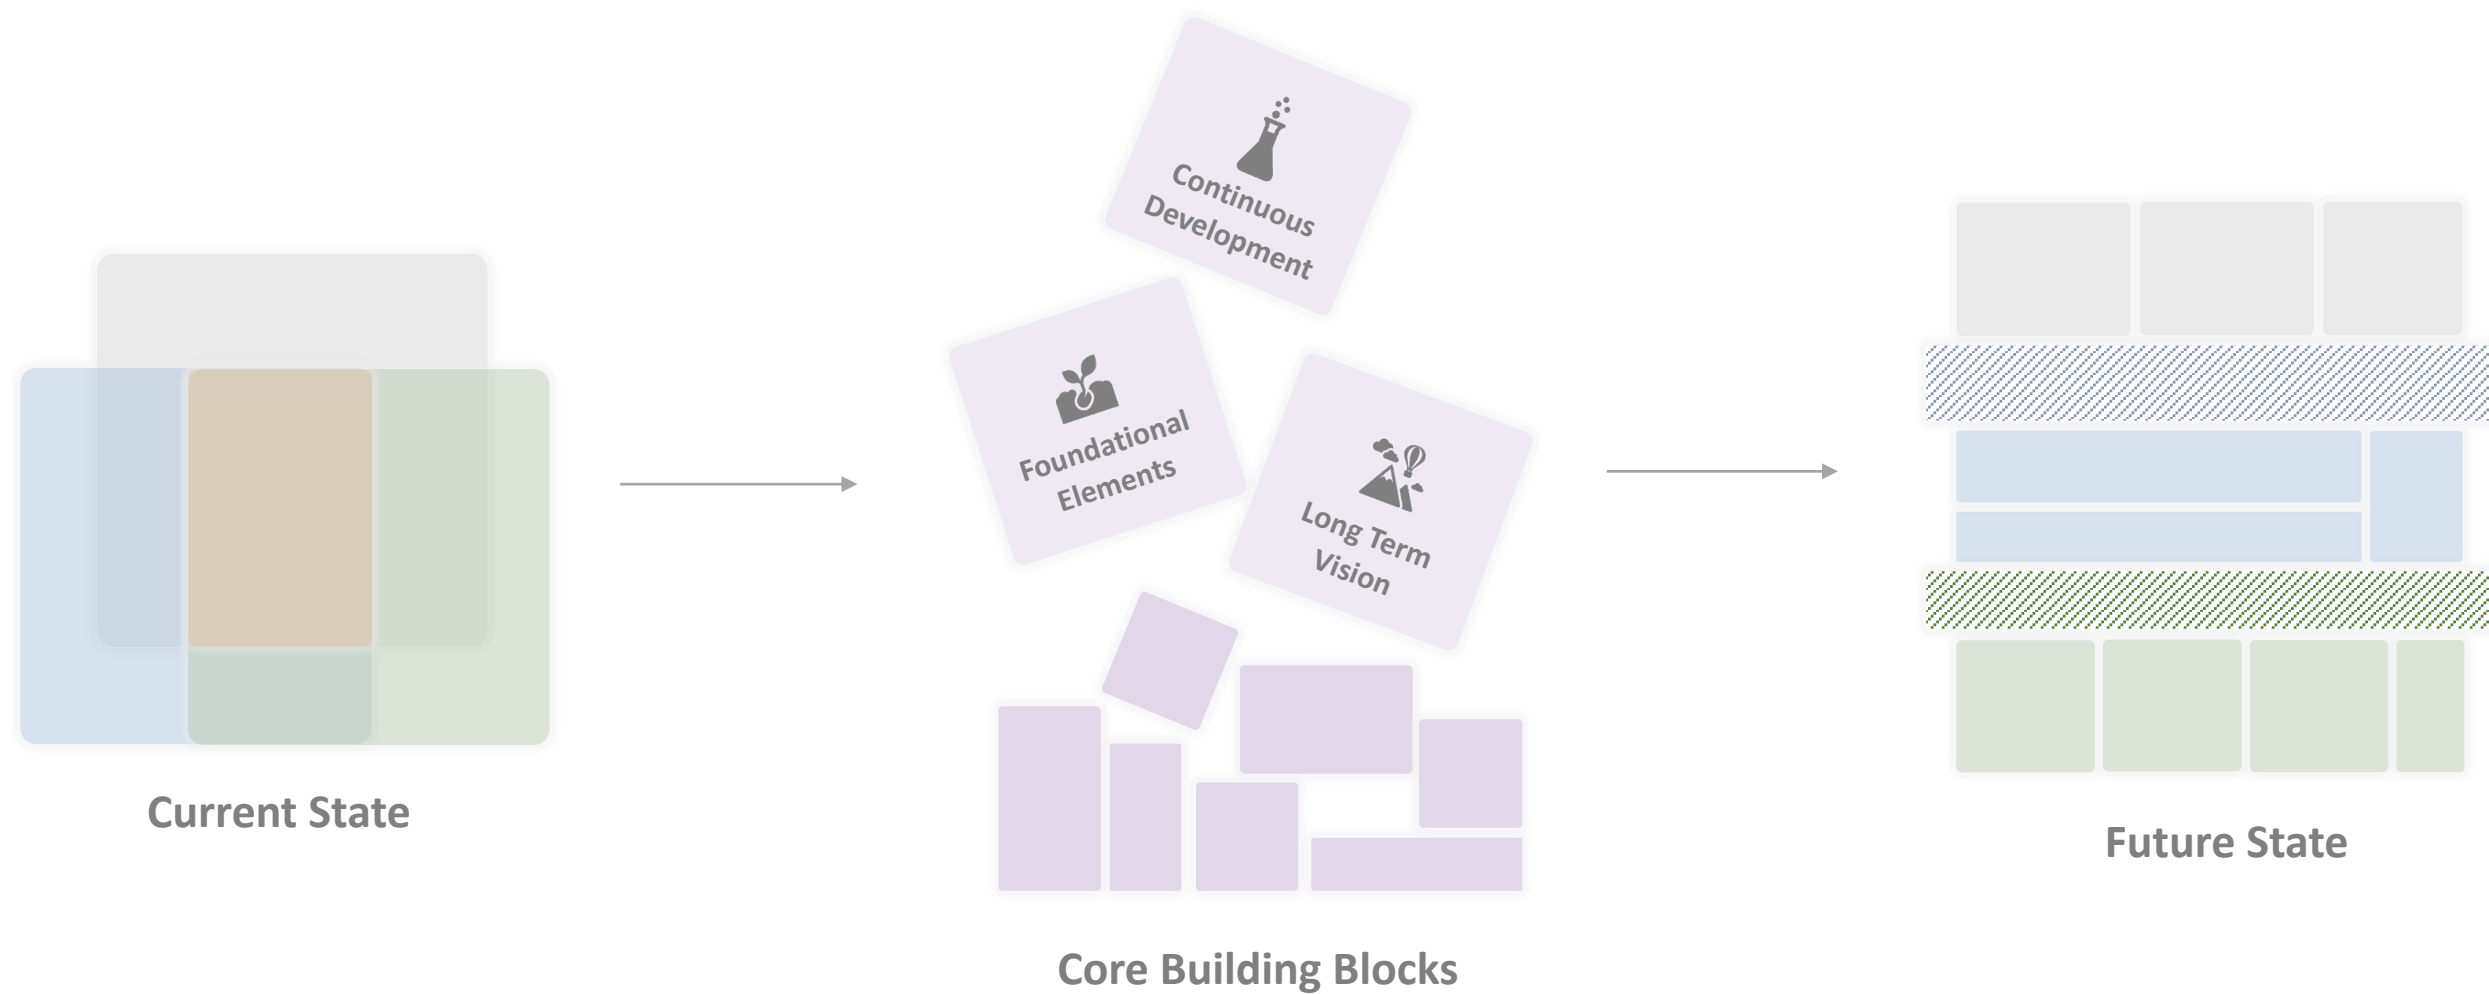 Continuous
Development
Foundational
Elements
Long Term
Vision
Current State
Core Building Blocks
Future State